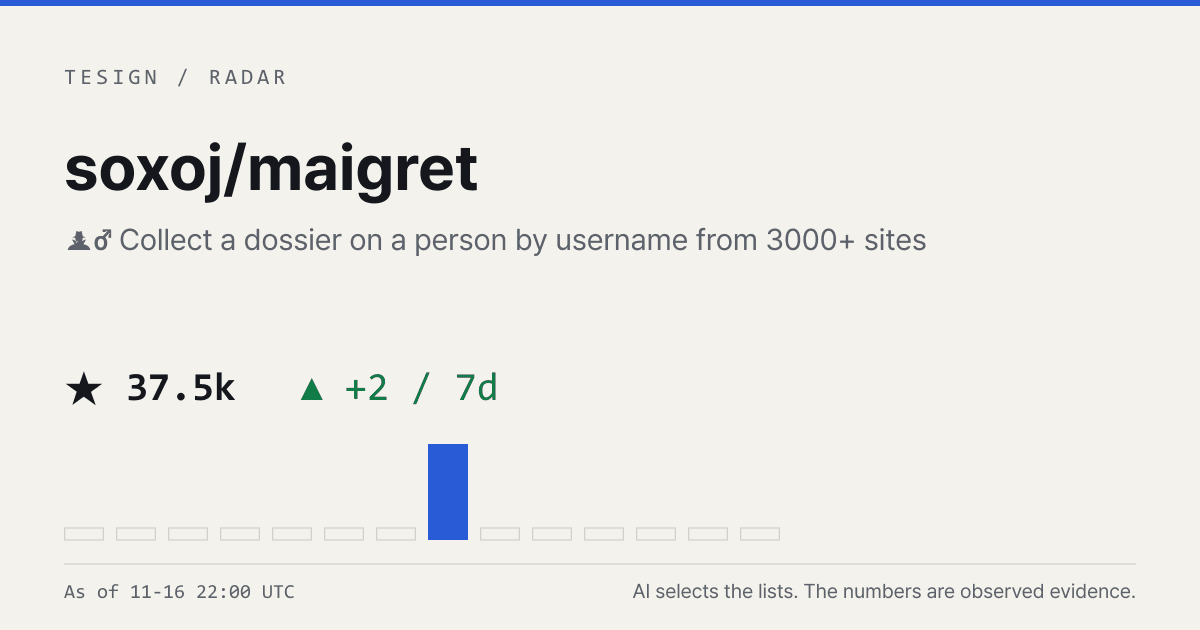 TESIGN / RADAR
soxoj/maigret
🕵️‍♂️ Collect a dossier on a person by username from 3000+ sites
★ 37.5k ▲ +2 / 7d
As of 11-16 22:00 UTC
AI selects the lists. The numbers are observed evidence.